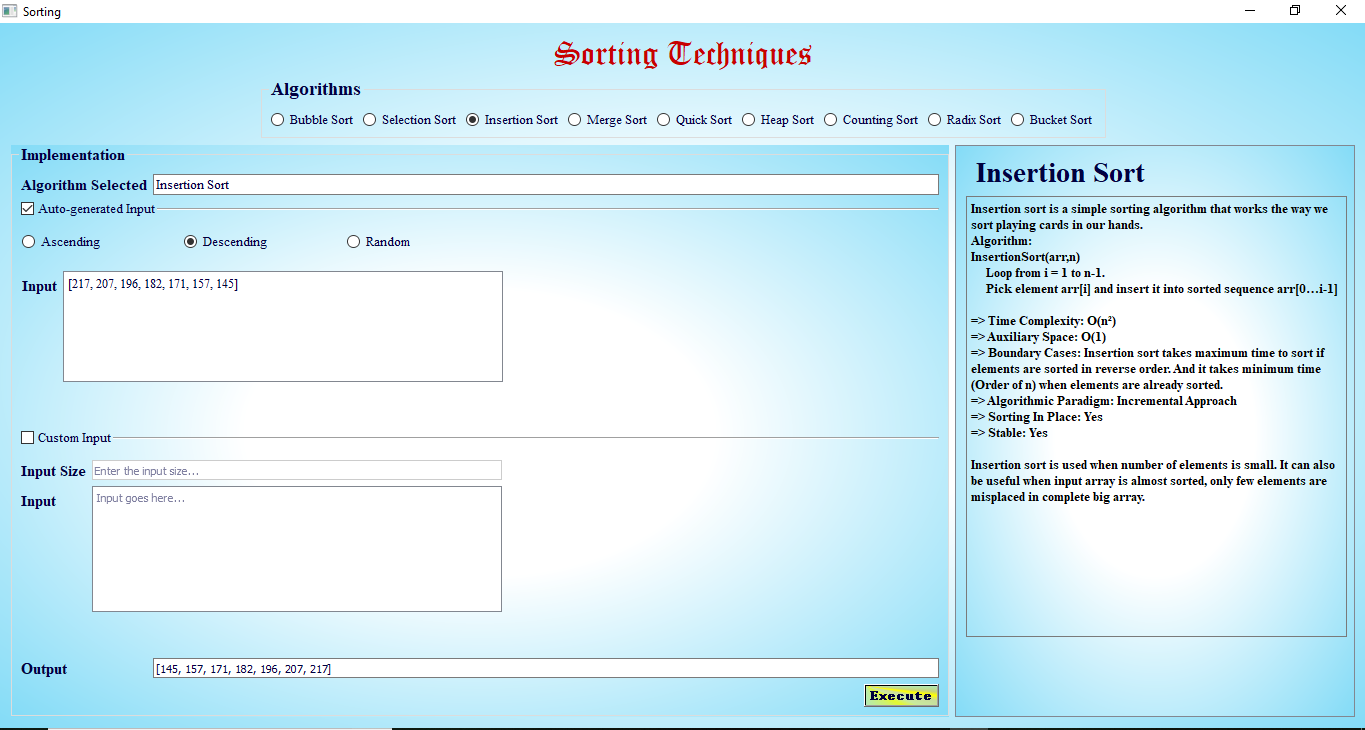 Sorting
Sorting Techniques
Algorithms
Bubble Sort Selection Sort Insertion Sort Merge Sort Quick Sort Heap Sort Counting Sort Radix Sort Bucket Sort
Implementation
Algorithm Selected Insertion Sort
Auto-generated Input
Ascending Descending Random
Input [217, 207, 196, 182, 171, 157, 145]
Custom Input
Input Size Enter the input size...
Input Input goes here...
Output [145, 157, 171, 182, 196, 207, 217]
Execute
Insertion Sort
Insertion sort is a simple sorting algorithm that works the way we
sort playing cards in our hands.
Algorithm:
InsertionSort(arr,n)
Loop from i = 1 to n-1.
Pick element arr[i] and insert it into sorted sequence arr[0…i-1]
=> Time Complexity: O(n²)
=> Auxiliary Space: O(1)
=> Boundary Cases: Insertion sort takes maximum time to sort if
elements are sorted in reverse order. And it takes minimum time
(Order of n) when elements are already sorted.
=> Algorithmic Paradigm: Incremental Approach
=> Sorting In Place: Yes
=> Stable: Yes
Insertion sort is used when number of elements is small. It can also
be useful when input array is almost sorted, only few elements are
misplaced in complete big array.